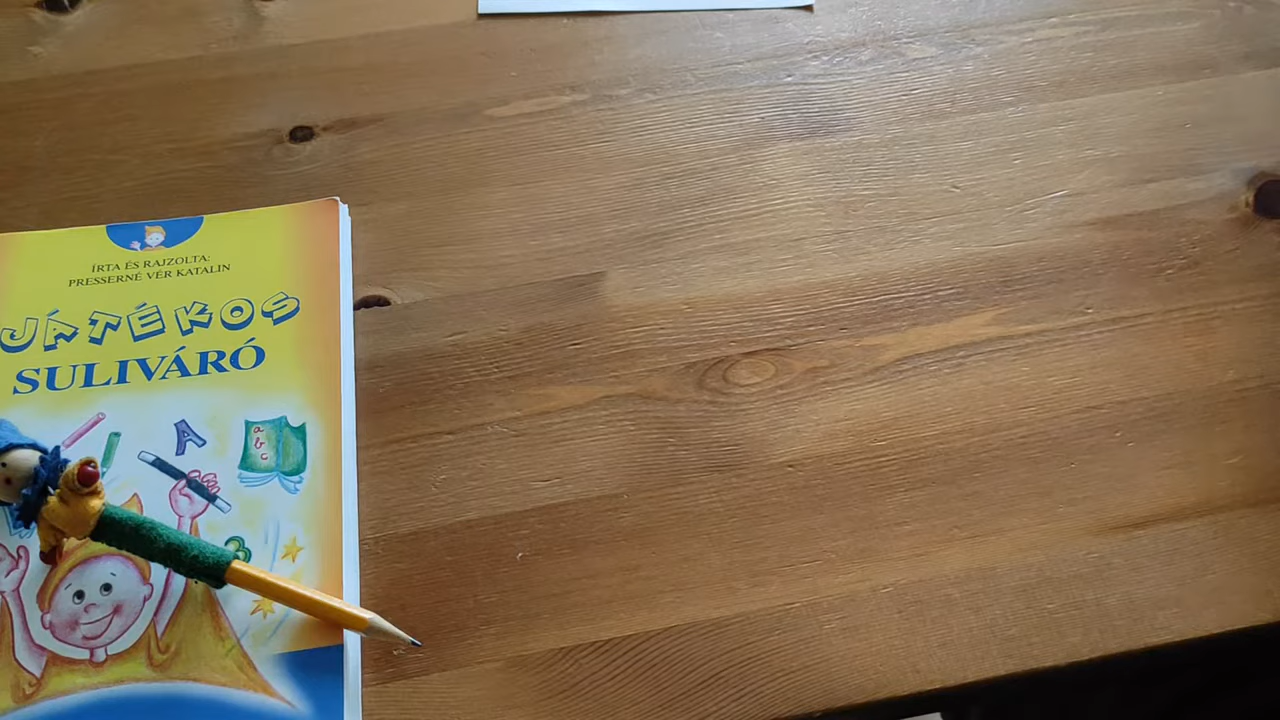 ÍRTA ÉS RAJZOLTA:
PRESSERNÉ VÉR KATALIN
JÁTÉKOS
SULIVÁRÓ
A
a
b
c